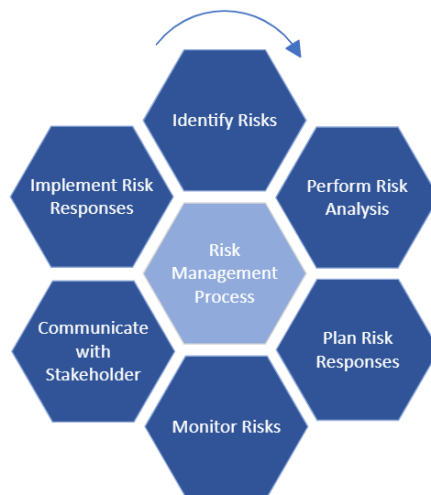 Identify Risks
Implement Risk
Responses
Perform Risk
Analysis
Risk
Management
Process
Communicate
with
Stakeholder
Plan Risk
Responses
Monitor Risks